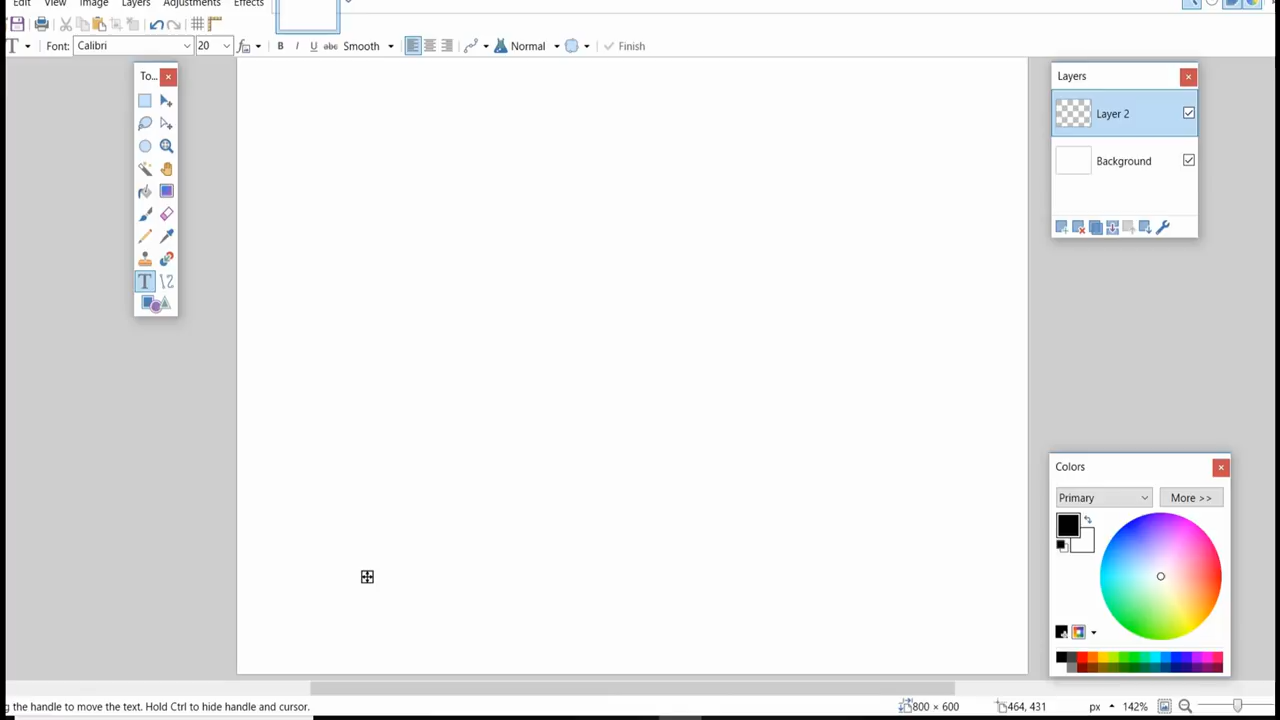 Edit View Image Layers Adjustments Effects
T Font: Calibri 20 B I U abc Smooth Normal Finish
To...
Layers
Layer 2
Background
T
Colors
Primary More >>
g the handle to move the text. Hold Ctrl to hide handle and cursor. 800 × 600 464, 431 px 142%